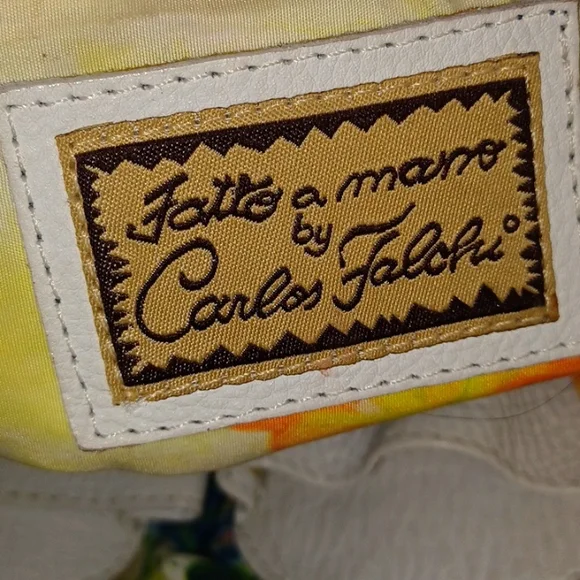 Fatto a mano
by
Carlos Falchi